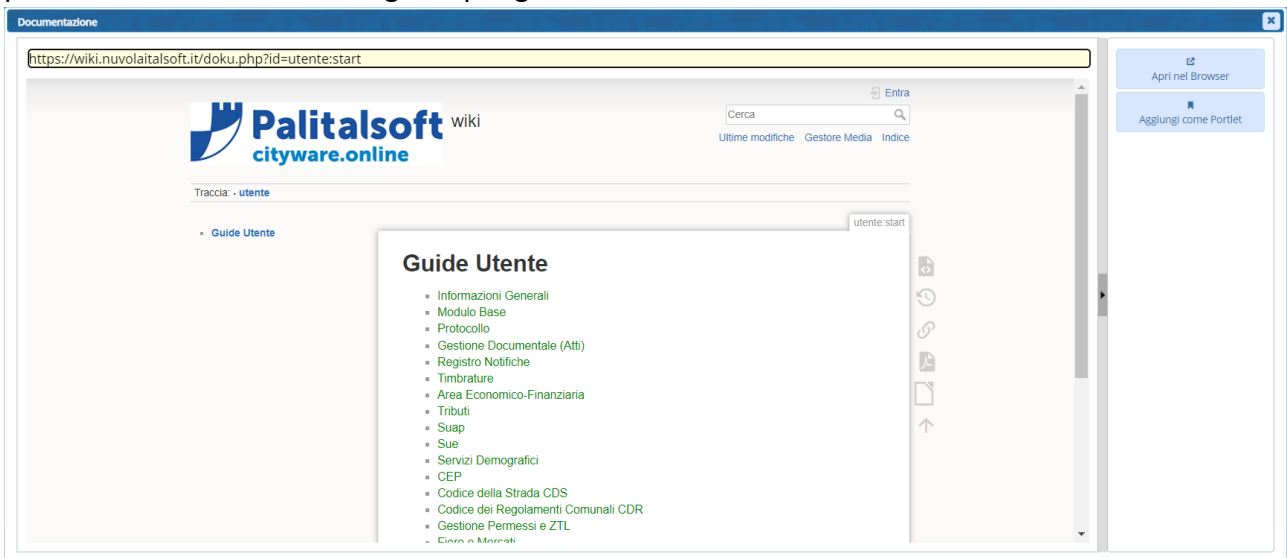 Documentazione
https://wiki.nuvolaitalsoft.it/doku.php?id=utente:start
Apri nel Browser
Aggiungi come Portlet
Entra
Palitalsoft
cityware.online
wiki
Cerca
Ultime modifiche Gestore Media Indice
Traccia: • utente
Guide Utente
utente:start
Guide Utente
Informazioni Generali
Modulo Base
Protocollo
Gestione Documentale (Atti)
Registro Notifiche
Timbrature
Area Economico-Finanziaria
Tributi
Suap
Sue
Servizi Demografici
CEP
Codice della Strada CDS
Codice dei Regolamenti Comunali CDR
Gestione Permessi e ZTL
Fiere e Mercati